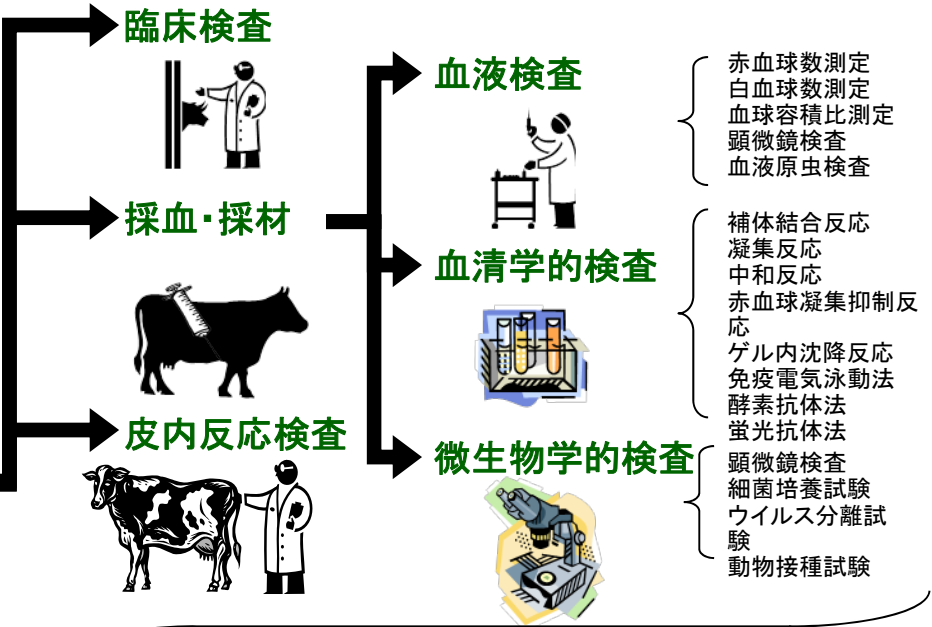 臨床検査
採血・採材
皮内反応検査
血液検査
赤血球数測定
白血球数測定
血球容積比測定
顕微鏡検査
血液原虫検査
血清学的検査
補体結合反応
凝集反応
中和反応
赤血球凝集抑制反
応
ゲル内沈降反応
免疫電気泳動法
酵素抗体法
蛍光抗体法
微生物学的検査
顕微鏡検査
細菌培養試験
ウイルス分離試
験
動物接種試験